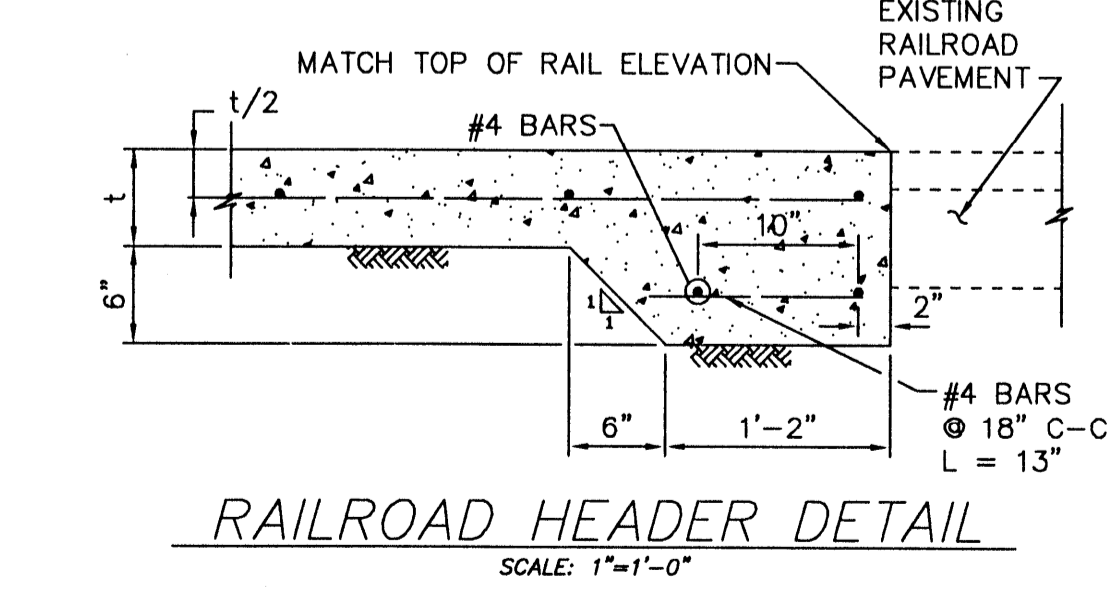 EXISTING
RAILROAD
PAVEMENT
MATCH TOP OF RAIL ELEVATION
t/2
#4 BARS
t
10"
6"
1
1
2"
#4 BARS
@ 18" C-C
L = 13"
6"
1'-2"
RAILROAD HEADER DETAIL
SCALE: 1"=1'-0"